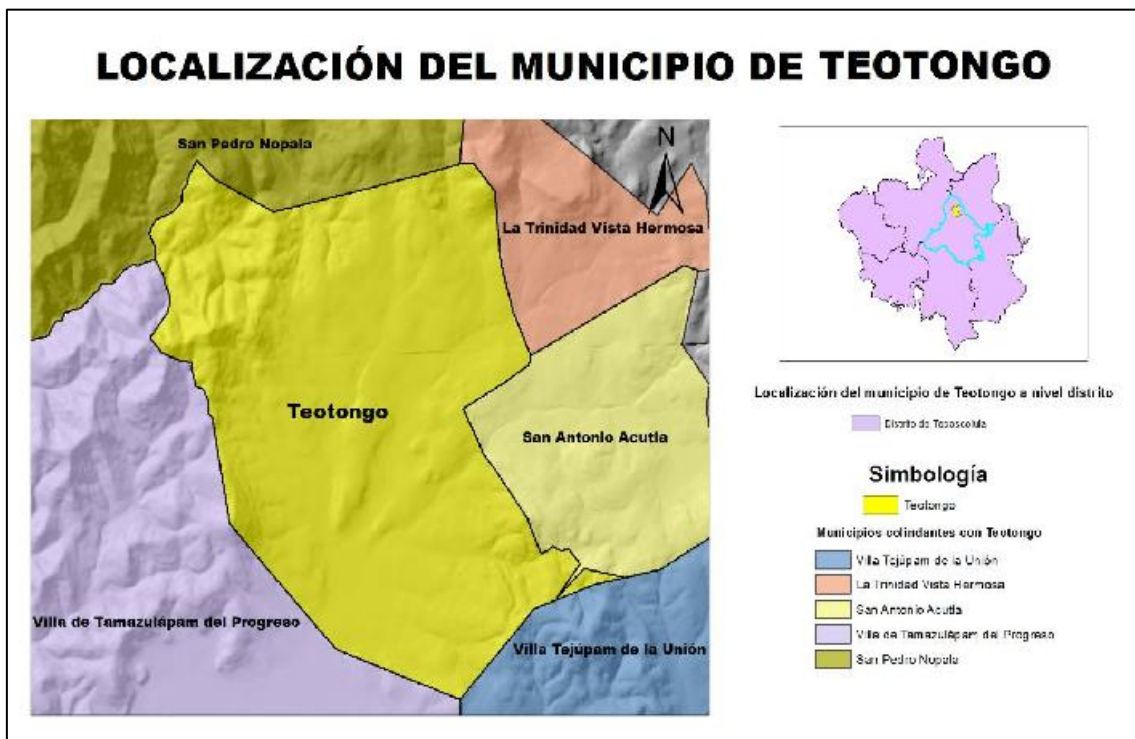 LOCALIZACIÓN DEL MUNICIPIO DE TEOTONGO
San Pedro Nopala
N
La Trinidad Vista Hermosa
Teotongo
San Antonio Acutla
Villa de Tamazulápam del Progreso
Villa Tejúpam de la Unión
Localización del municipio de Teotongo a nivel distrito
Distrito de Teposcolula
Simbología
Teotongo
Municipios colindantes con Teotongo
Villa Tejúpam de la Unión
La Trinidad Vista Hermosa
San Antonio Acutla
Villa de Tamazulápam del Progreso
San Pedro Nopala